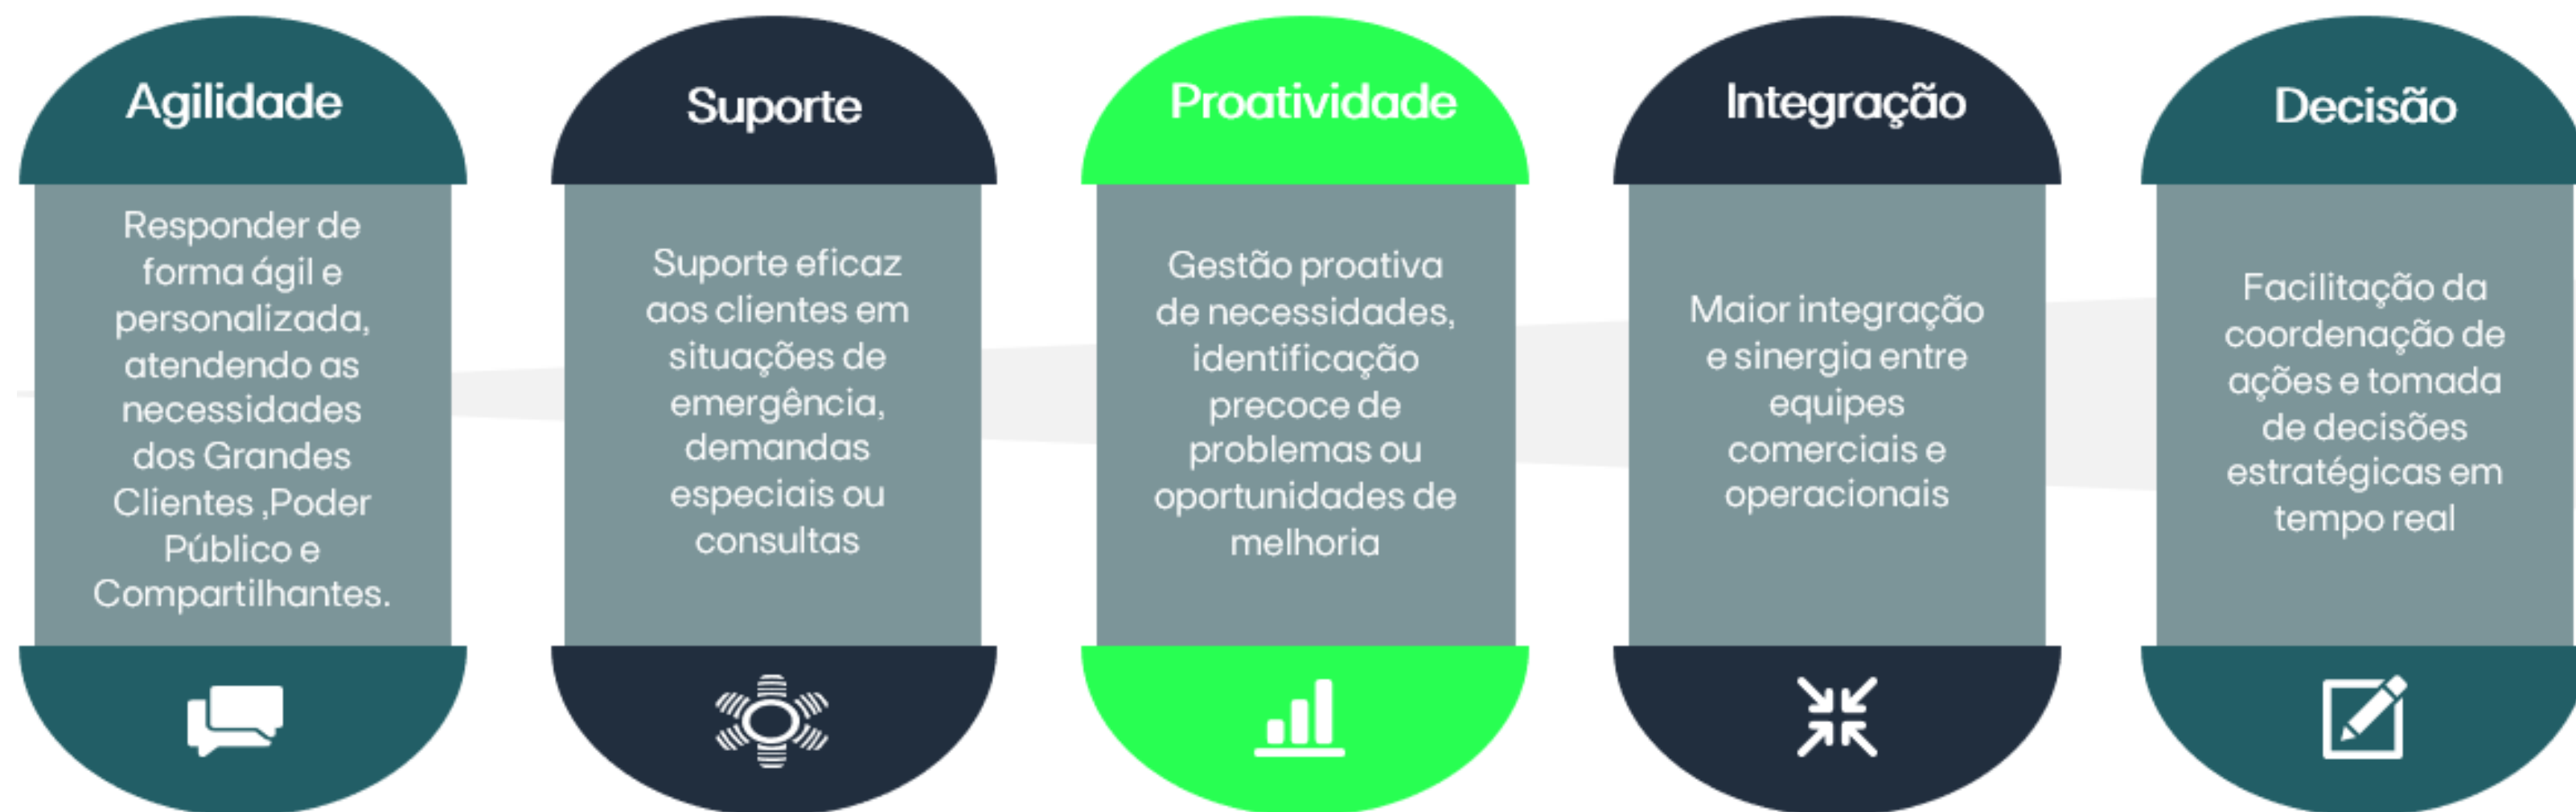 Agilidade
Responder de
forma ágil e
personalizada,
atendendo as
necessidades
dos Grandes
Clientes ,Poder
Público e
Compartilhantes.
Suporte
Suporte eficaz
aos clientes em
situações de
emergência,
demandas
especiais ou
consultas
Proatividade
Gestão proativa
de necessidades,
identificação
precoce de
problemas ou
oportunidades de
melhoria
Integração
Maior integração
e sinergia entre
equipes
comerciais e
operacionais
Decisão
Facilitação da
coordenação de
ações e tomada
de decisões
estratégicas em
tempo real